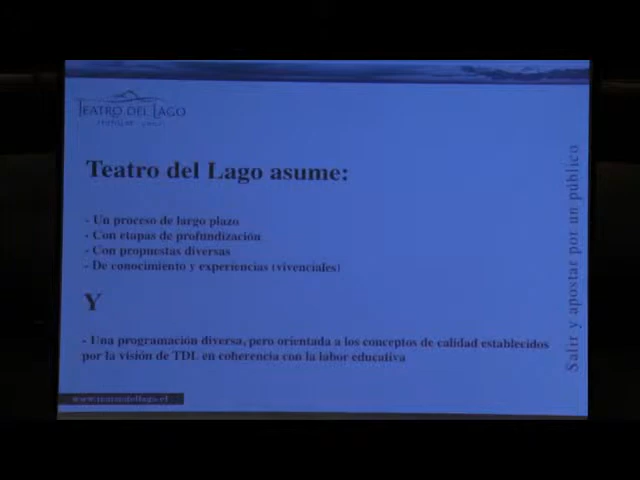 TEATRO DEL LAGO
Teatro del Lago asume:
- Un proceso de largo plazo
- Con etapas de profundización
- Con propuestas diversas
- De conocimiento y experiencias (vivenciales)
Y
- Una programación diversa, pero orientada a los conceptos de calidad establecidos
por la visión de TDL en coherencia con la labor educativa
www.teatrodellago.cl
Salir y apostar por un público